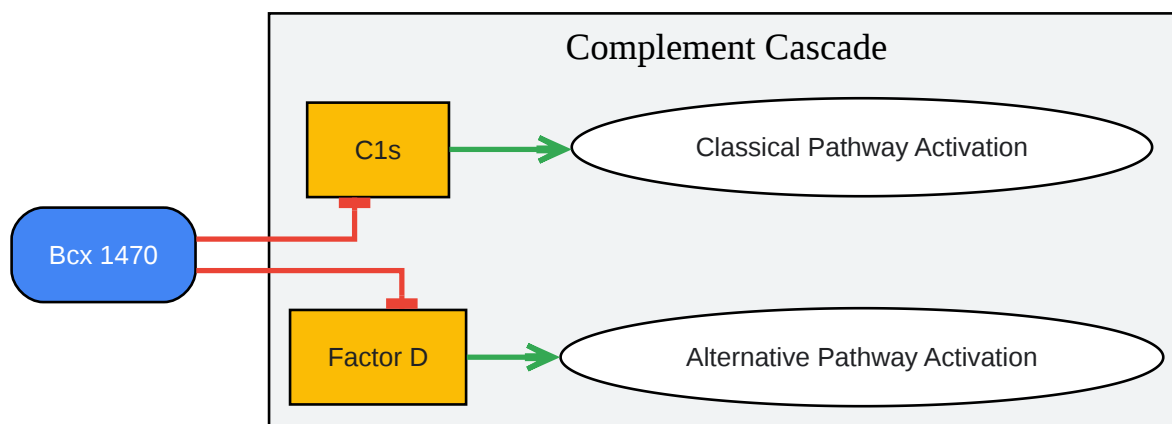 Complement Cascade
C1s
Classical Pathway Activation
Bcx 1470
Factor D
Alternative Pathway Activation